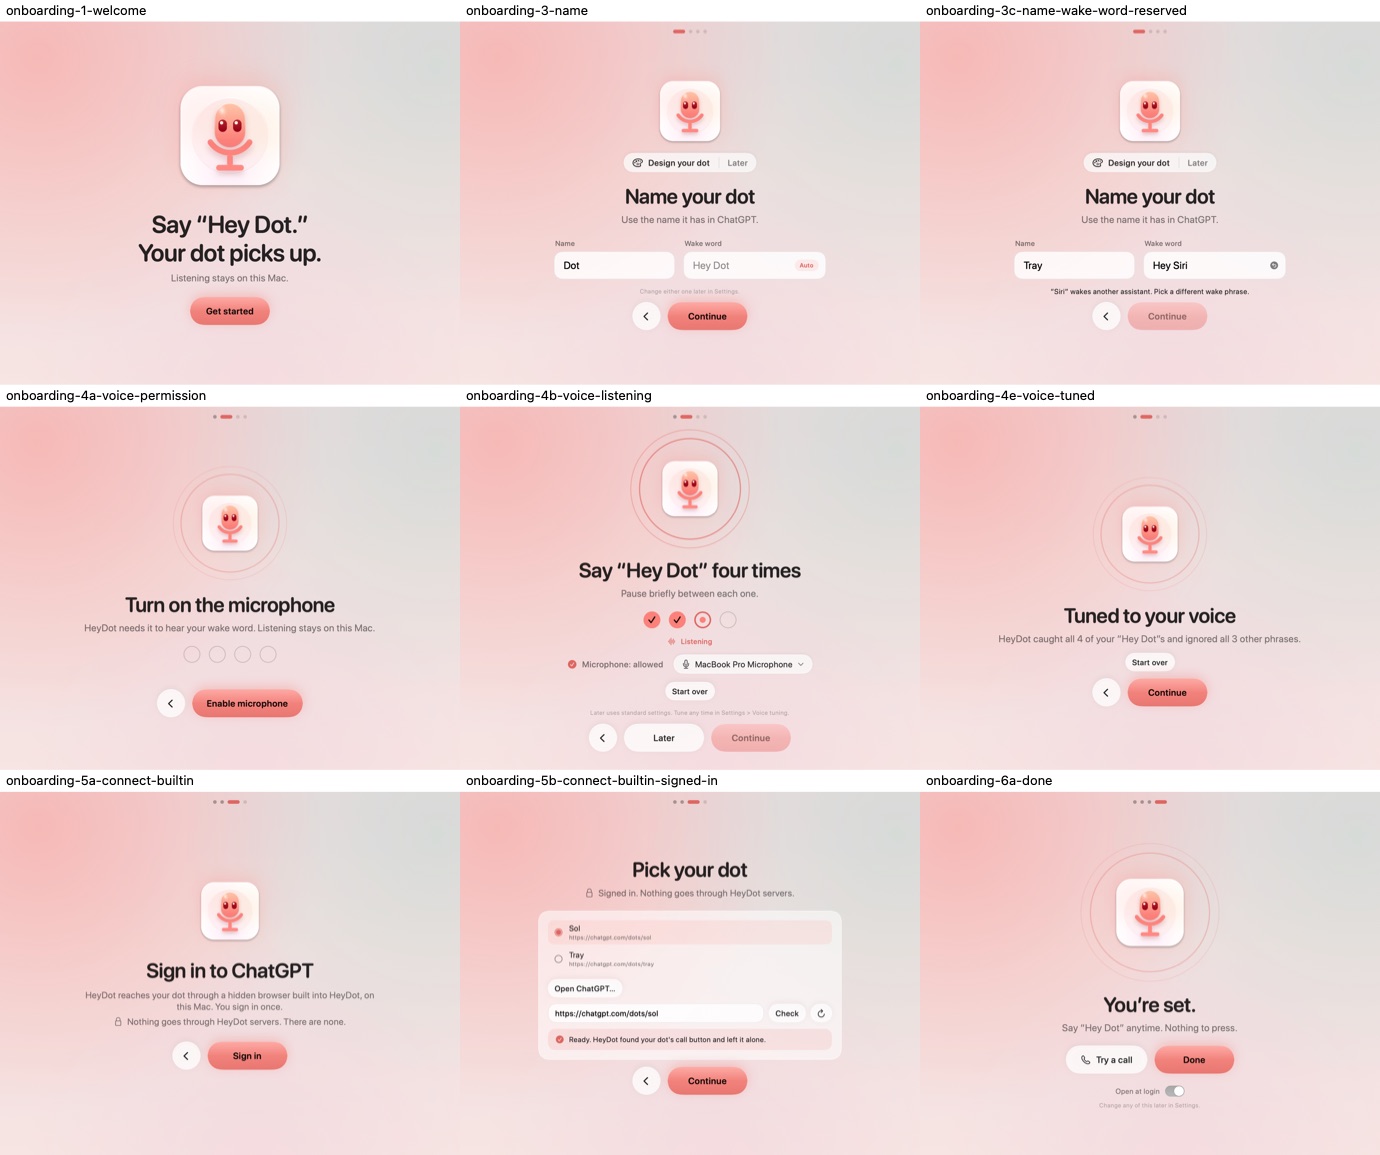 onboarding-1-welcome
Say “Hey Dot.”
Your dot picks up.
Listening stays on this Mac.
Get started
onboarding-3-name
Design your dot
Later
Name your dot
Use the name it has in ChatGPT.
Name
Wake word
Dot
Hey Dot
Auto
Change either one later in Settings.
Continue
onboarding-3c-name-wake-word-reserved
Design your dot
Later
Name your dot
Use the name it has in ChatGPT.
Name
Wake word
Tray
Hey Siri
"Siri" wakes another assistant. Pick a different wake phrase.
Continue
onboarding-4a-voice-permission
Turn on the microphone
HeyDot needs it to hear your wake word. Listening stays on this Mac.
Enable microphone
onboarding-4b-voice-listening
Say “Hey Dot” four times
Pause briefly between each one.
Listening
Microphone: allowed
MacBook Pro Microphone
Start over
Later uses standard settings. Tune any time in Settings > Voice tuning.
Later
Continue
onboarding-4e-voice-tuned
Tuned to your voice
HeyDot caught all 4 of your “Hey Dot”s and ignored all 3 other phrases.
Start over
Continue
onboarding-5a-connect-builtin
Sign in to ChatGPT
HeyDot reaches your dot through a hidden browser built into HeyDot, on
this Mac. You sign in once.
Nothing goes through HeyDot servers. There are none.
Sign in
onboarding-5b-connect-builtin-signed-in
Pick your dot
Signed in. Nothing goes through HeyDot servers.
Sol
https://chatgpt.com/dots/sol
Tray
https://chatgpt.com/dots/tray
Open ChatGPT...
https://chatgpt.com/dots/sol
Check
Ready. HeyDot found your dot's call button and left it alone.
Continue
onboarding-6a-done
You’re set.
Say “Hey Dot” anytime. Nothing to press.
Try a call
Done
Open at login
Change any of this later in Settings.